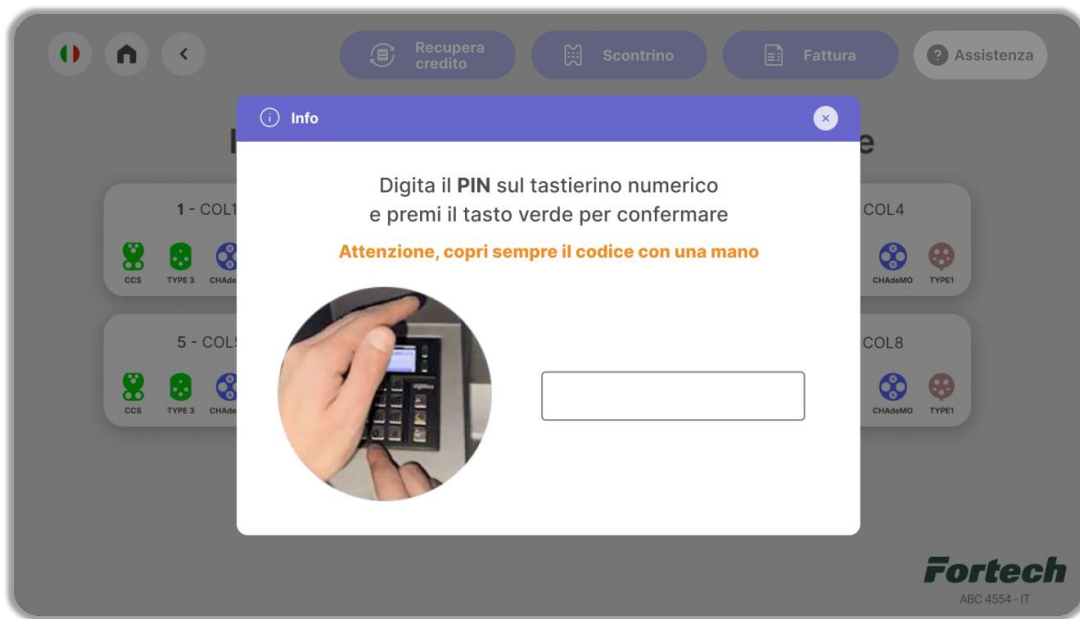 Recupera
credito
Scontrino
Fattura
Assistenza
Info
e
Digita il PIN sul tastierino numerico
e premi il tasto verde per confermare
Attenzione, copri sempre il codice con una mano
1 - COL1
COL4
CCS
TYPE 3
CHAde
CHAdeMO
TYPE1
5 - COL5
COL8
CCS
TYPE 3
CHAde
CHAdeMO
TYPE1
Fortech
ABC 4554 - IT